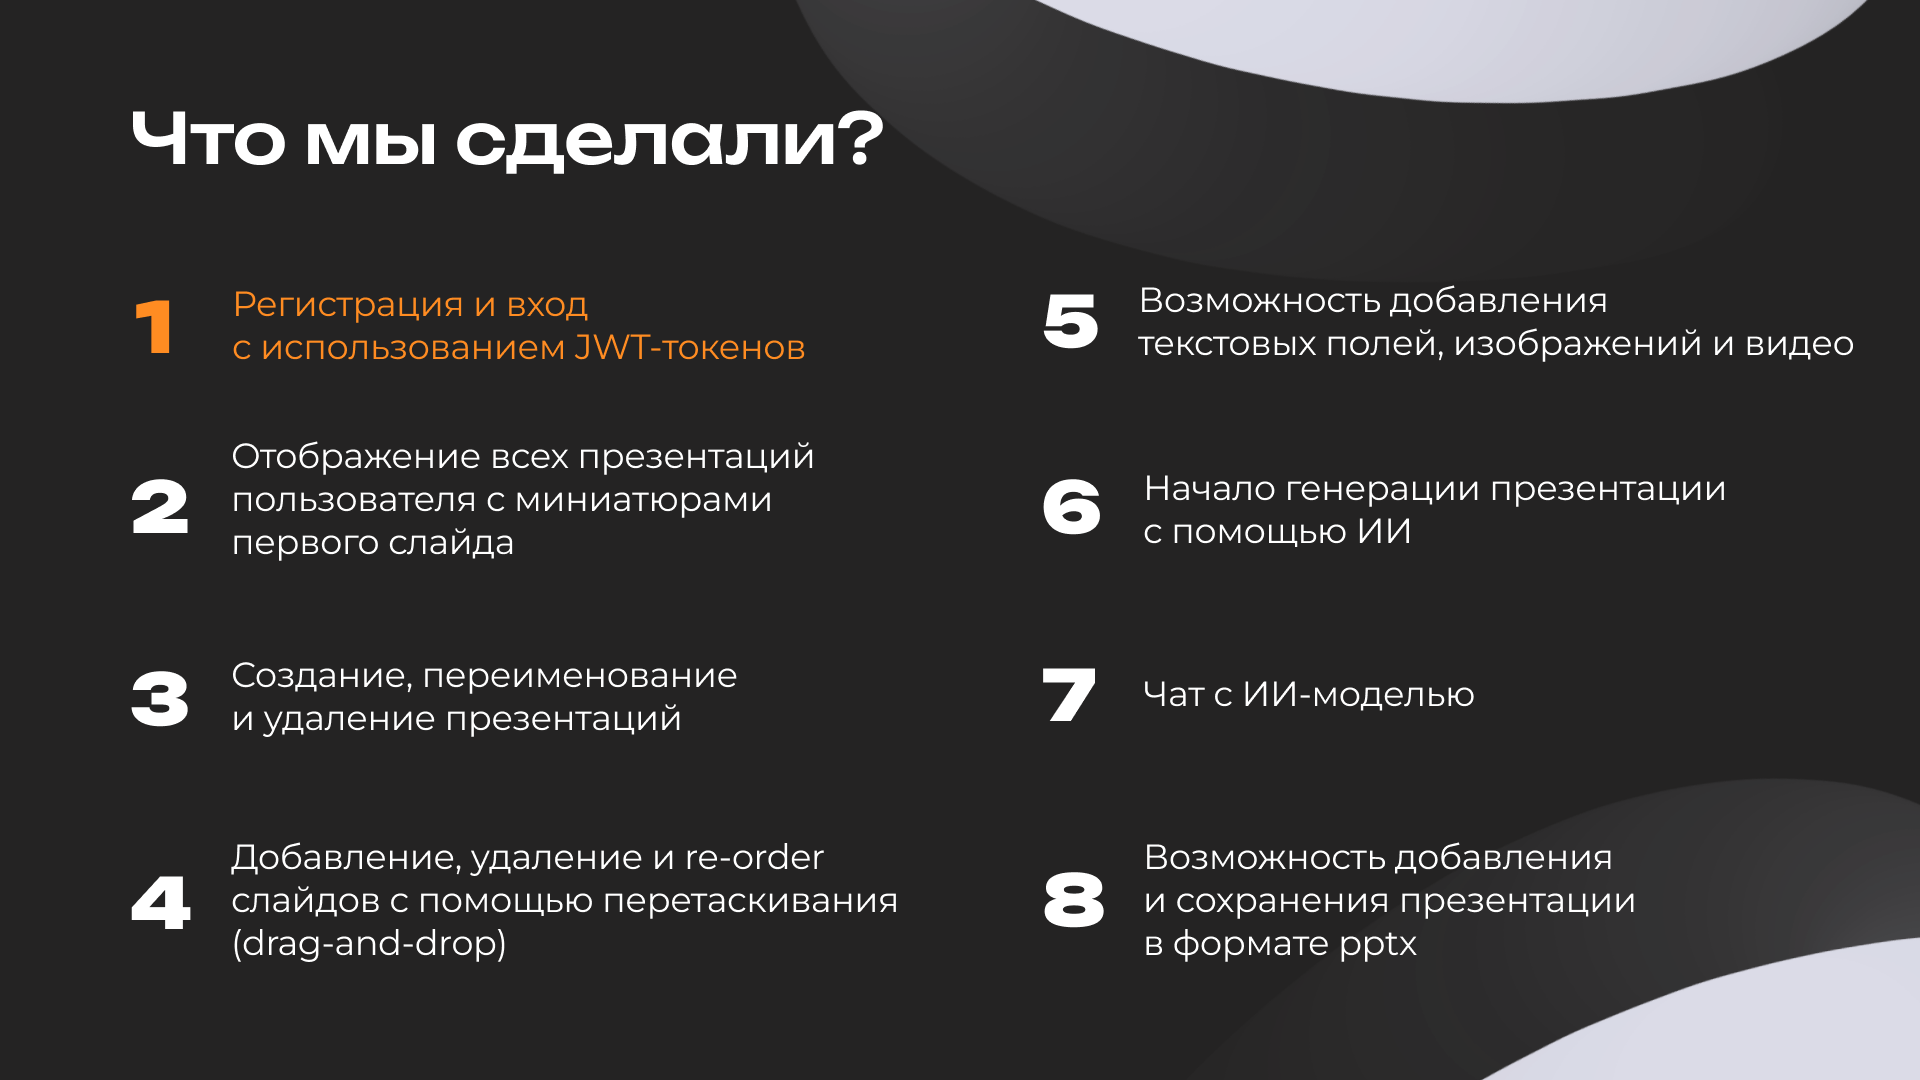 Что мы сделали?
1
Регистрация и вход
с использованием JWT-токенов
2
Отображение всех презентаций
пользователя с миниатюрами
первого слайда
3
Создание, переименование
и удаление презентаций
4
Добавление, удаление и re-order
слайдов с помощью перетаскивания
(drag-and-drop)
5
Возможность добавления
текстовых полей, изображений и видео
6
Начало генерации презентации
с помощью ИИ
7
Чат с ИИ-моделью
8
Возможность добавления
и сохранения презентации
в формате pptx